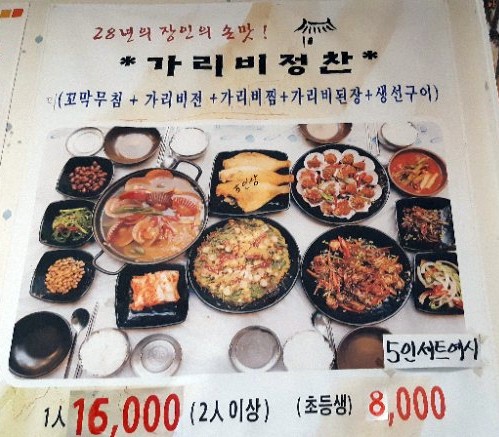 28년의 장인의 손맛!
*가리비정찬*
(꼬막무침 + 가리비전 +가리비찜+가리비된장+생선구이)
5인세트예시
1人 16,000 (2人 이상) (초등생) 8,000